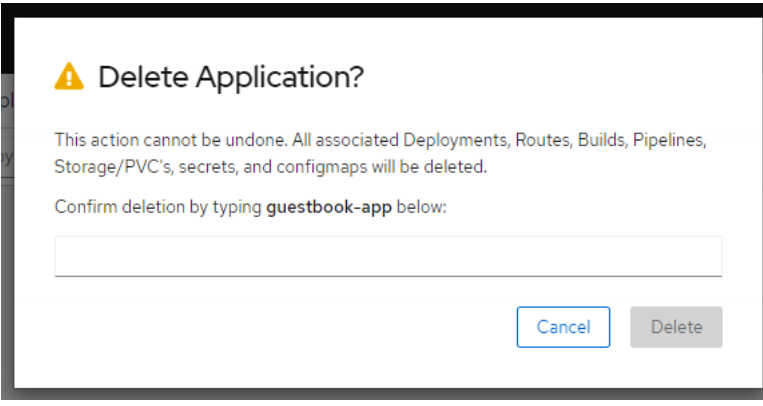 Delete Application?
This action cannot be undone. All associated Deployments, Routes, Builds, Pipelines,
Storage/PVC's, secrets, and configmaps will be deleted.
Confirm deletion by typing guestbook-app below:
Cancel
Delete